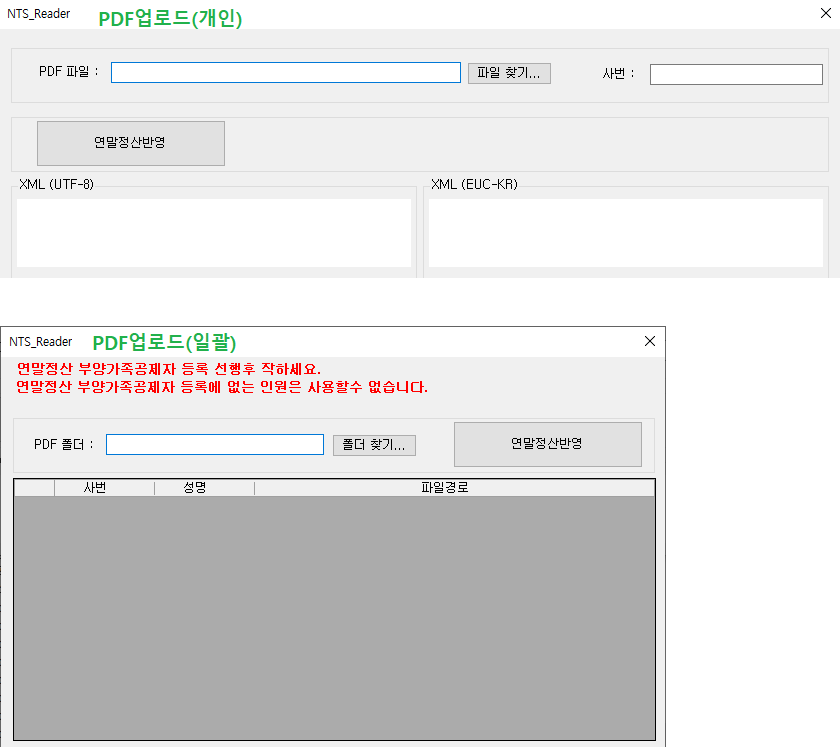 NTS_Reader PDF업로드(개인)
PDF 파일 : 파일 찾기... 사번 :
연말정산반영
XML (UTF-8) XML (EUC-KR)
NTS_Reader PDF업로드(일괄)
연말정산 부양가족공제자 등록 선행후 작하세요.
연말정산 부양가족공제자 등록에 없는 인원은 사용할수 없습니다.
PDF 폴더 : 폴더 찾기... 연말정산반영
사번 성명 파일경로